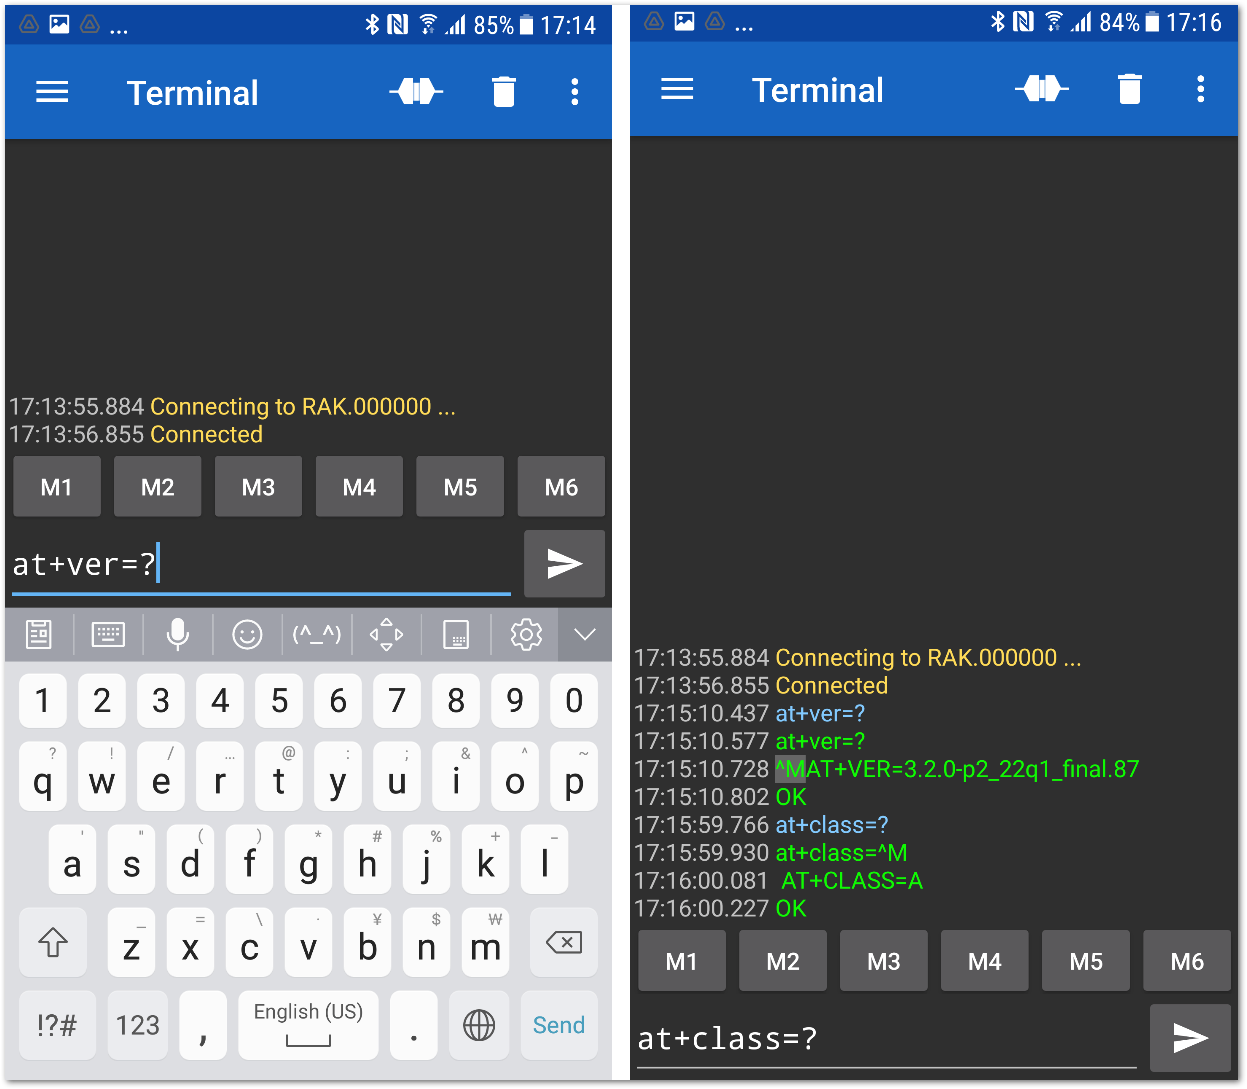 ... 85% 17:14
Terminal
17:13:55.884 Connecting to RAK.000000 ...
17:13:56.855 Connected
M1 M2 M3 M4 M5 M6
at+ver=?
(^_^)
1 2 3 4 5 6 7 8 9 0
? ! / ... @ : ; & ^ ~
q w e r t y u i o p
' " ( ) * # % + -
a s d f g h j k l
_ = \ · ¥ $ ₩
z x c v b n m
!?# 123 , English (US) . Send
... 84% 17:16
Terminal
17:13:55.884 Connecting to RAK.000000 ...
17:13:56.855 Connected
17:15:10.437 at+ver=?
17:15:10.577 at+ver=?
17:15:10.728 ^MAT+VER=3.2.0-p2_22q1_final.87
17:15:10.802 OK
17:15:59.766 at+class=?
17:15:59.930 at+class=^M
17:16:00.081 AT+CLASS=A
17:16:00.227 OK
M1 M2 M3 M4 M5 M6
at+class=?